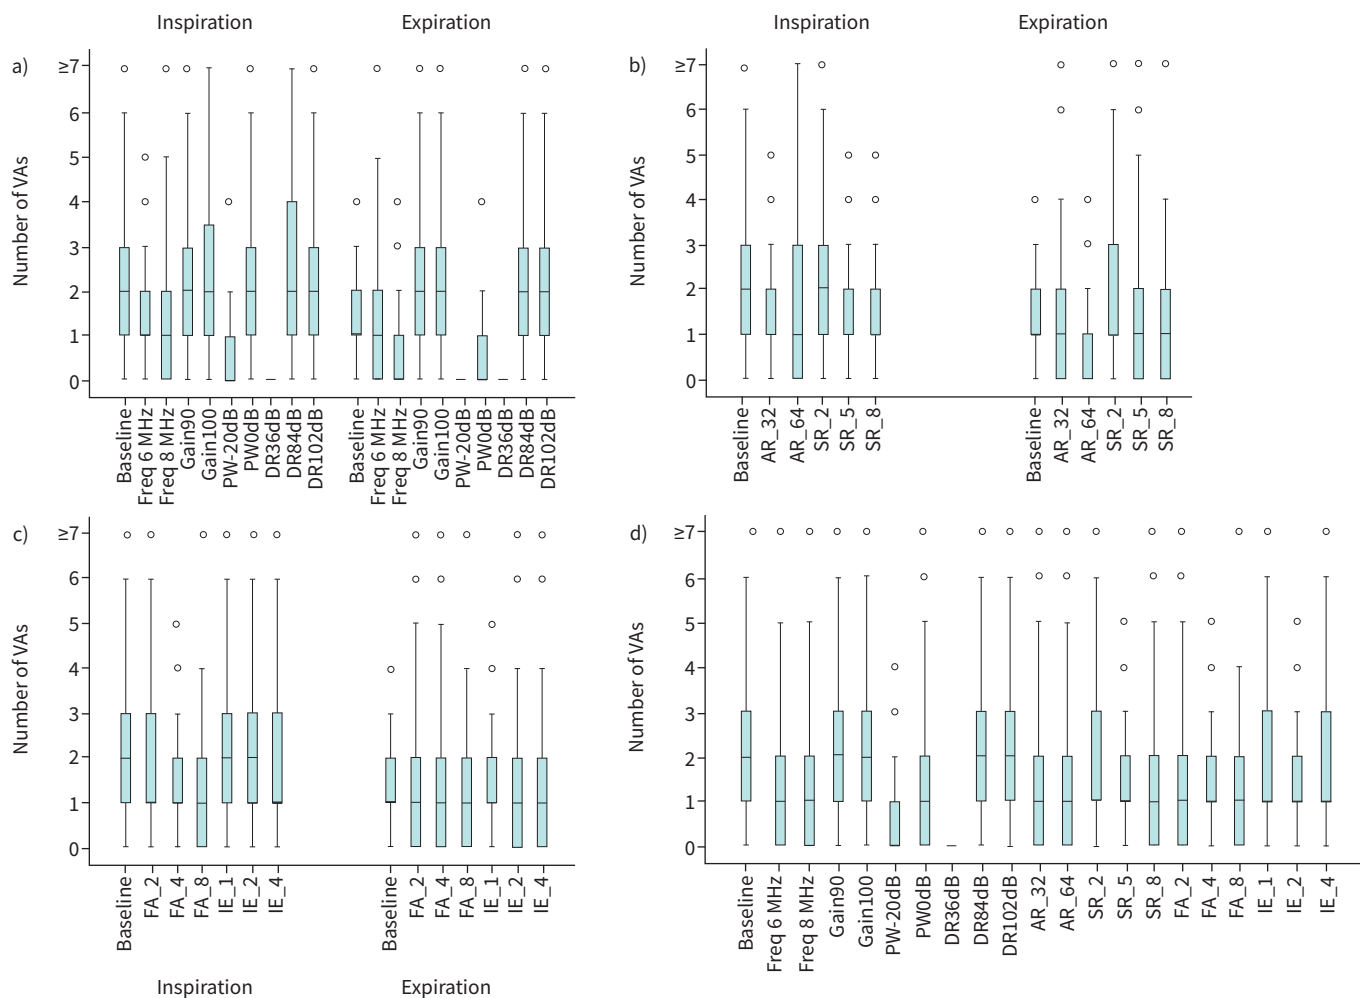 Inspiration Expiration
a)
Number of VAs
≥7
6
5
4
3
2
1
0
Baseline
Freq 6 MHz
Freq 8 MHz
Gain90
Gain100
PW-20dB
PW0dB
DR36dB
DR84dB
DR102dB
Baseline
Freq 6 MHz
Freq 8 MHz
Gain90
Gain100
PW-20dB
PW0dB
DR36dB
DR84dB
DR102dB
Inspiration Expiration
b)
Number of VAs
≥7
6
5
4
3
2
1
0
Baseline
AR_32
AR_64
SR_2
SR_5
SR_8
Baseline
AR_32
AR_64
SR_2
SR_5
SR_8
c)
Number of VAs
≥7
6
5
4
3
2
1
0
Baseline
FA_2
FA_4
FA_8
IE_1
IE_2
IE_4
Baseline
FA_2
FA_4
FA_8
IE_1
IE_2
IE_4
Inspiration Expiration
d)
Number of VAs
≥7
6
5
4
3
2
1
0
Baseline
Freq 6 MHz
Freq 8 MHz
Gain90
Gain100
PW-20dB
PW0dB
DR36dB
DR84dB
DR102dB
AR_32
AR_64
SR_2
SR_5
SR_8
FA_2
FA_4
FA_8
IE_1
IE_2
IE_4